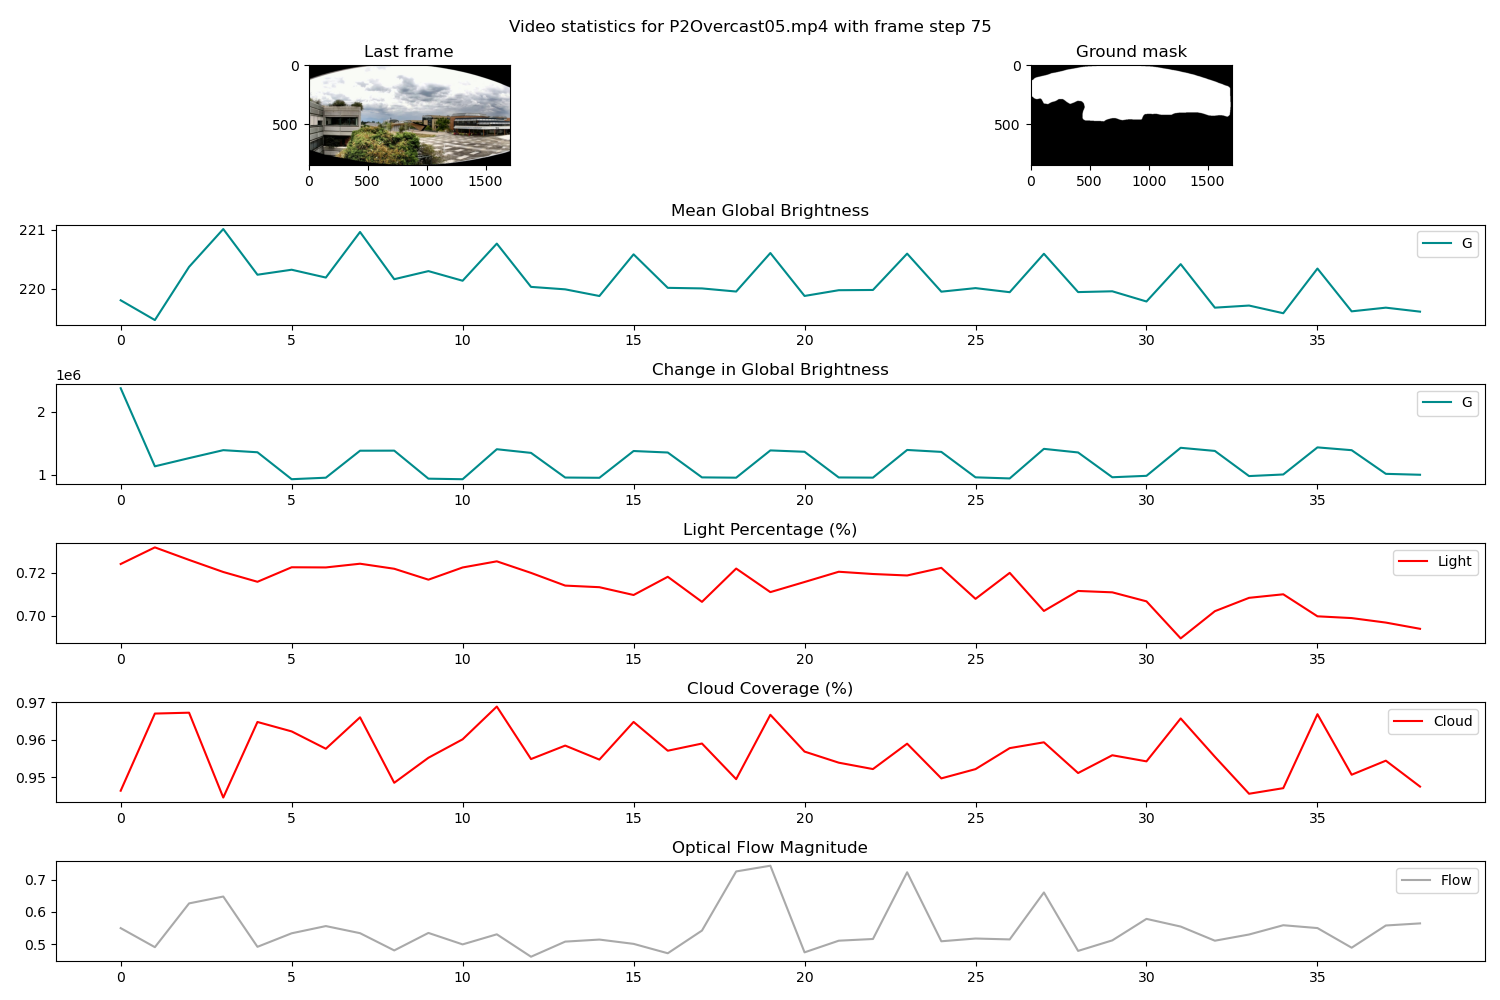 Video statistics for P2Overcast05.mp4 with frame step 75
Last frame
Ground mask
0
500
0 500 1000 1500
0
500
0 500 1000 1500
Mean Global Brightness
221
220
G
0 5 10 15 20 25 30 35
Change in Global Brightness
1e6
2
1
G
0 5 10 15 20 25 30 35
Light Percentage (%)
0.72
0.70
Light
0 5 10 15 20 25 30 35
Cloud Coverage (%)
0.97
0.96
0.95
Cloud
0 5 10 15 20 25 30 35
Optical Flow Magnitude
0.7
0.6
0.5
Flow
0 5 10 15 20 25 30 35